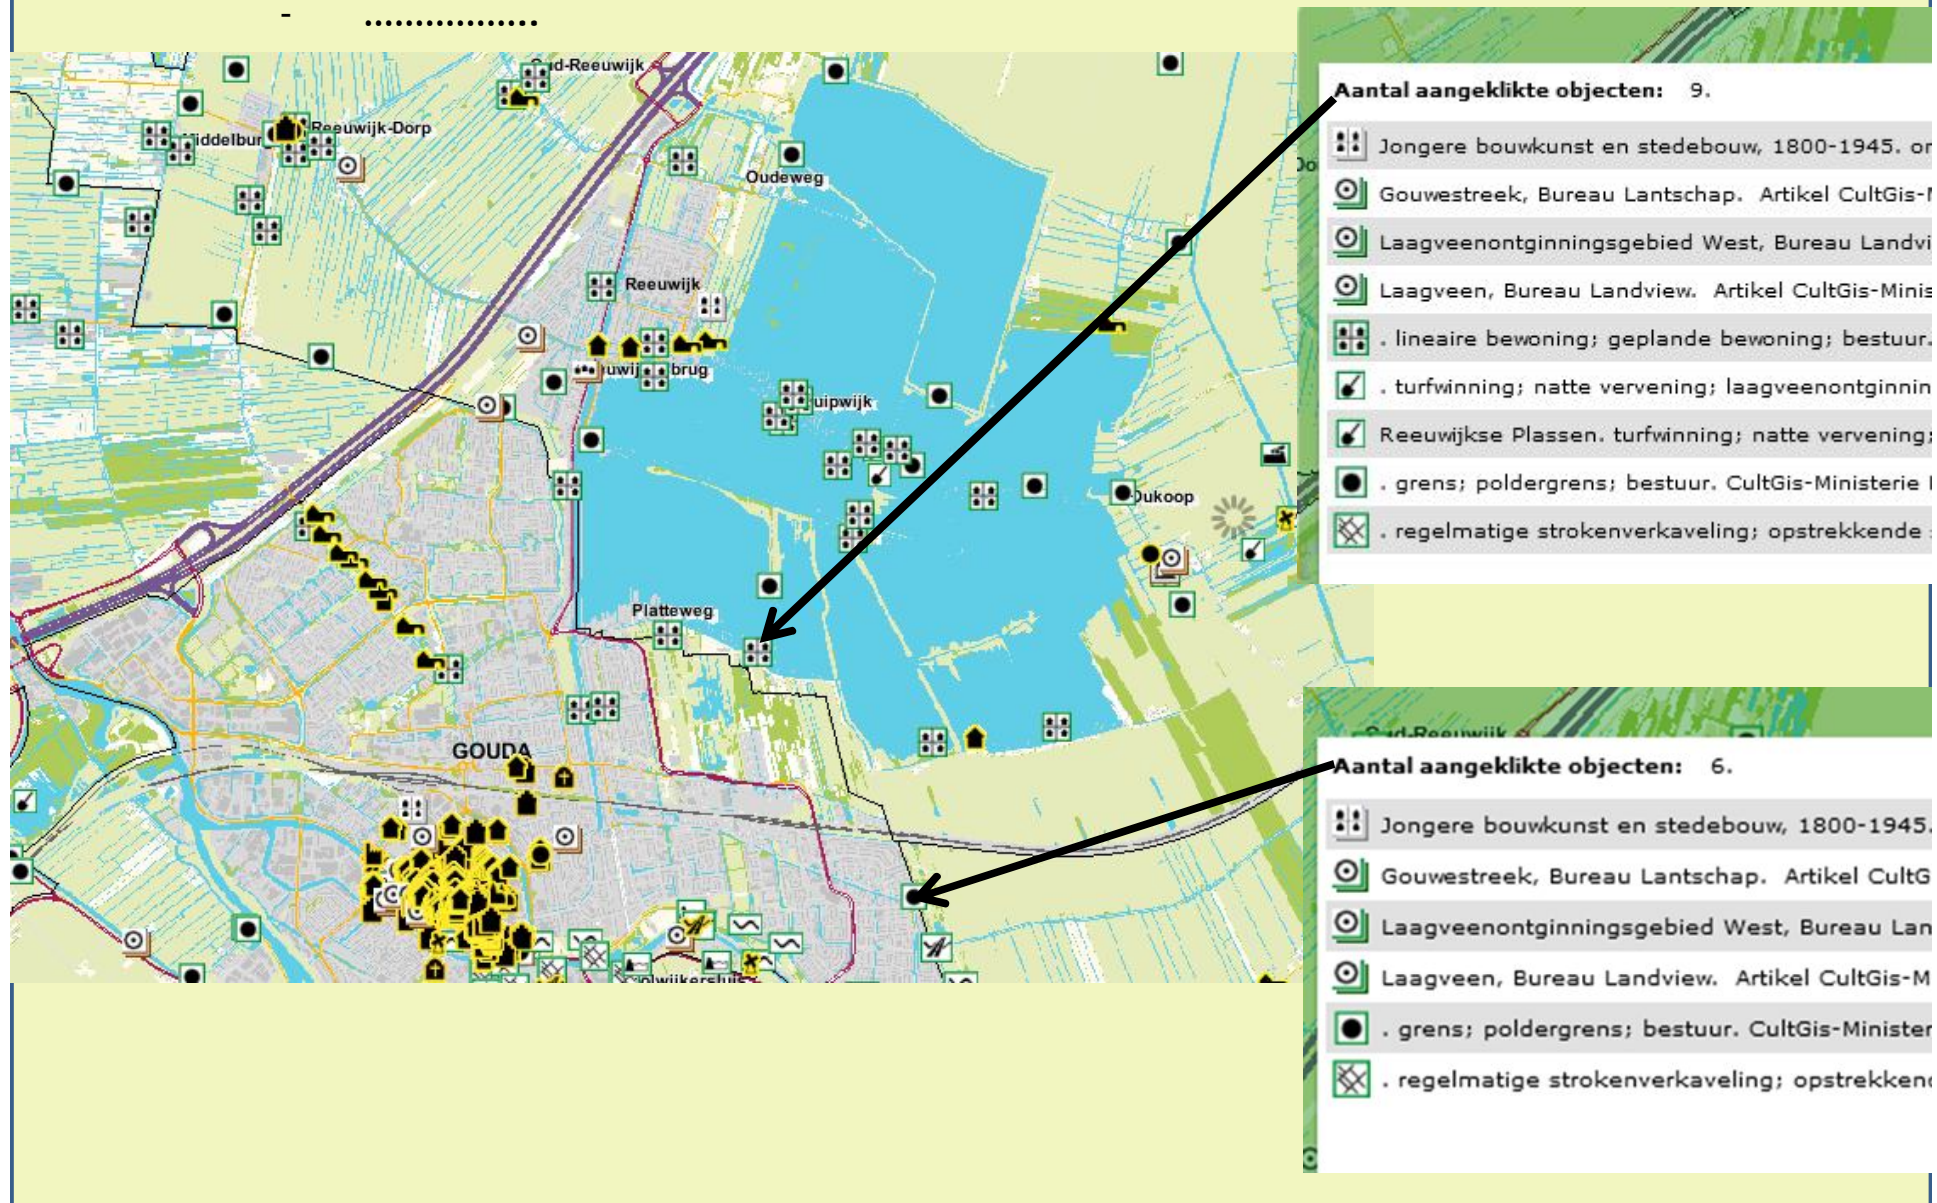 - .................
Oud-Reeuwijk
Reeuwijk-Dorp
Middelbur
Oudeweg
Reeuwijk
brug
uipwijk
Oukoop
Platteweg
GOUDA
olwijkersluis
Aantal aangeklikte objecten: 9.
Jongere bouwkunst en stedebouw, 1800-1945. or
Gouwestreek, Bureau Lantschap. Artikel CultGis-
Laagveenontginningsgebied West, Bureau Landvi
Laagveen, Bureau Landview. Artikel CultGis-Minis
. lineaire bewoning; geplande bewoning; bestuur.
. turfwinning; natte vervening; laagveenontginnin
Reeuwijkse Plassen. turfwinning; natte vervening;
. grens; poldergrens; bestuur. CultGis-Ministerie
. regelmatige strokenverkaveling; opstrekkende
d-Reeuwijk
Aantal aangeklikte objecten: 6.
Jongere bouwkunst en stedebouw, 1800-1945.
Gouwestreek, Bureau Lantschap. Artikel CultG
Laagveenontginningsgebied West, Bureau Lan
Laagveen, Bureau Landview. Artikel CultGis-M
. grens; poldergrens; bestuur. CultGis-Minister
. regelmatige strokenverkaveling; opstrekken